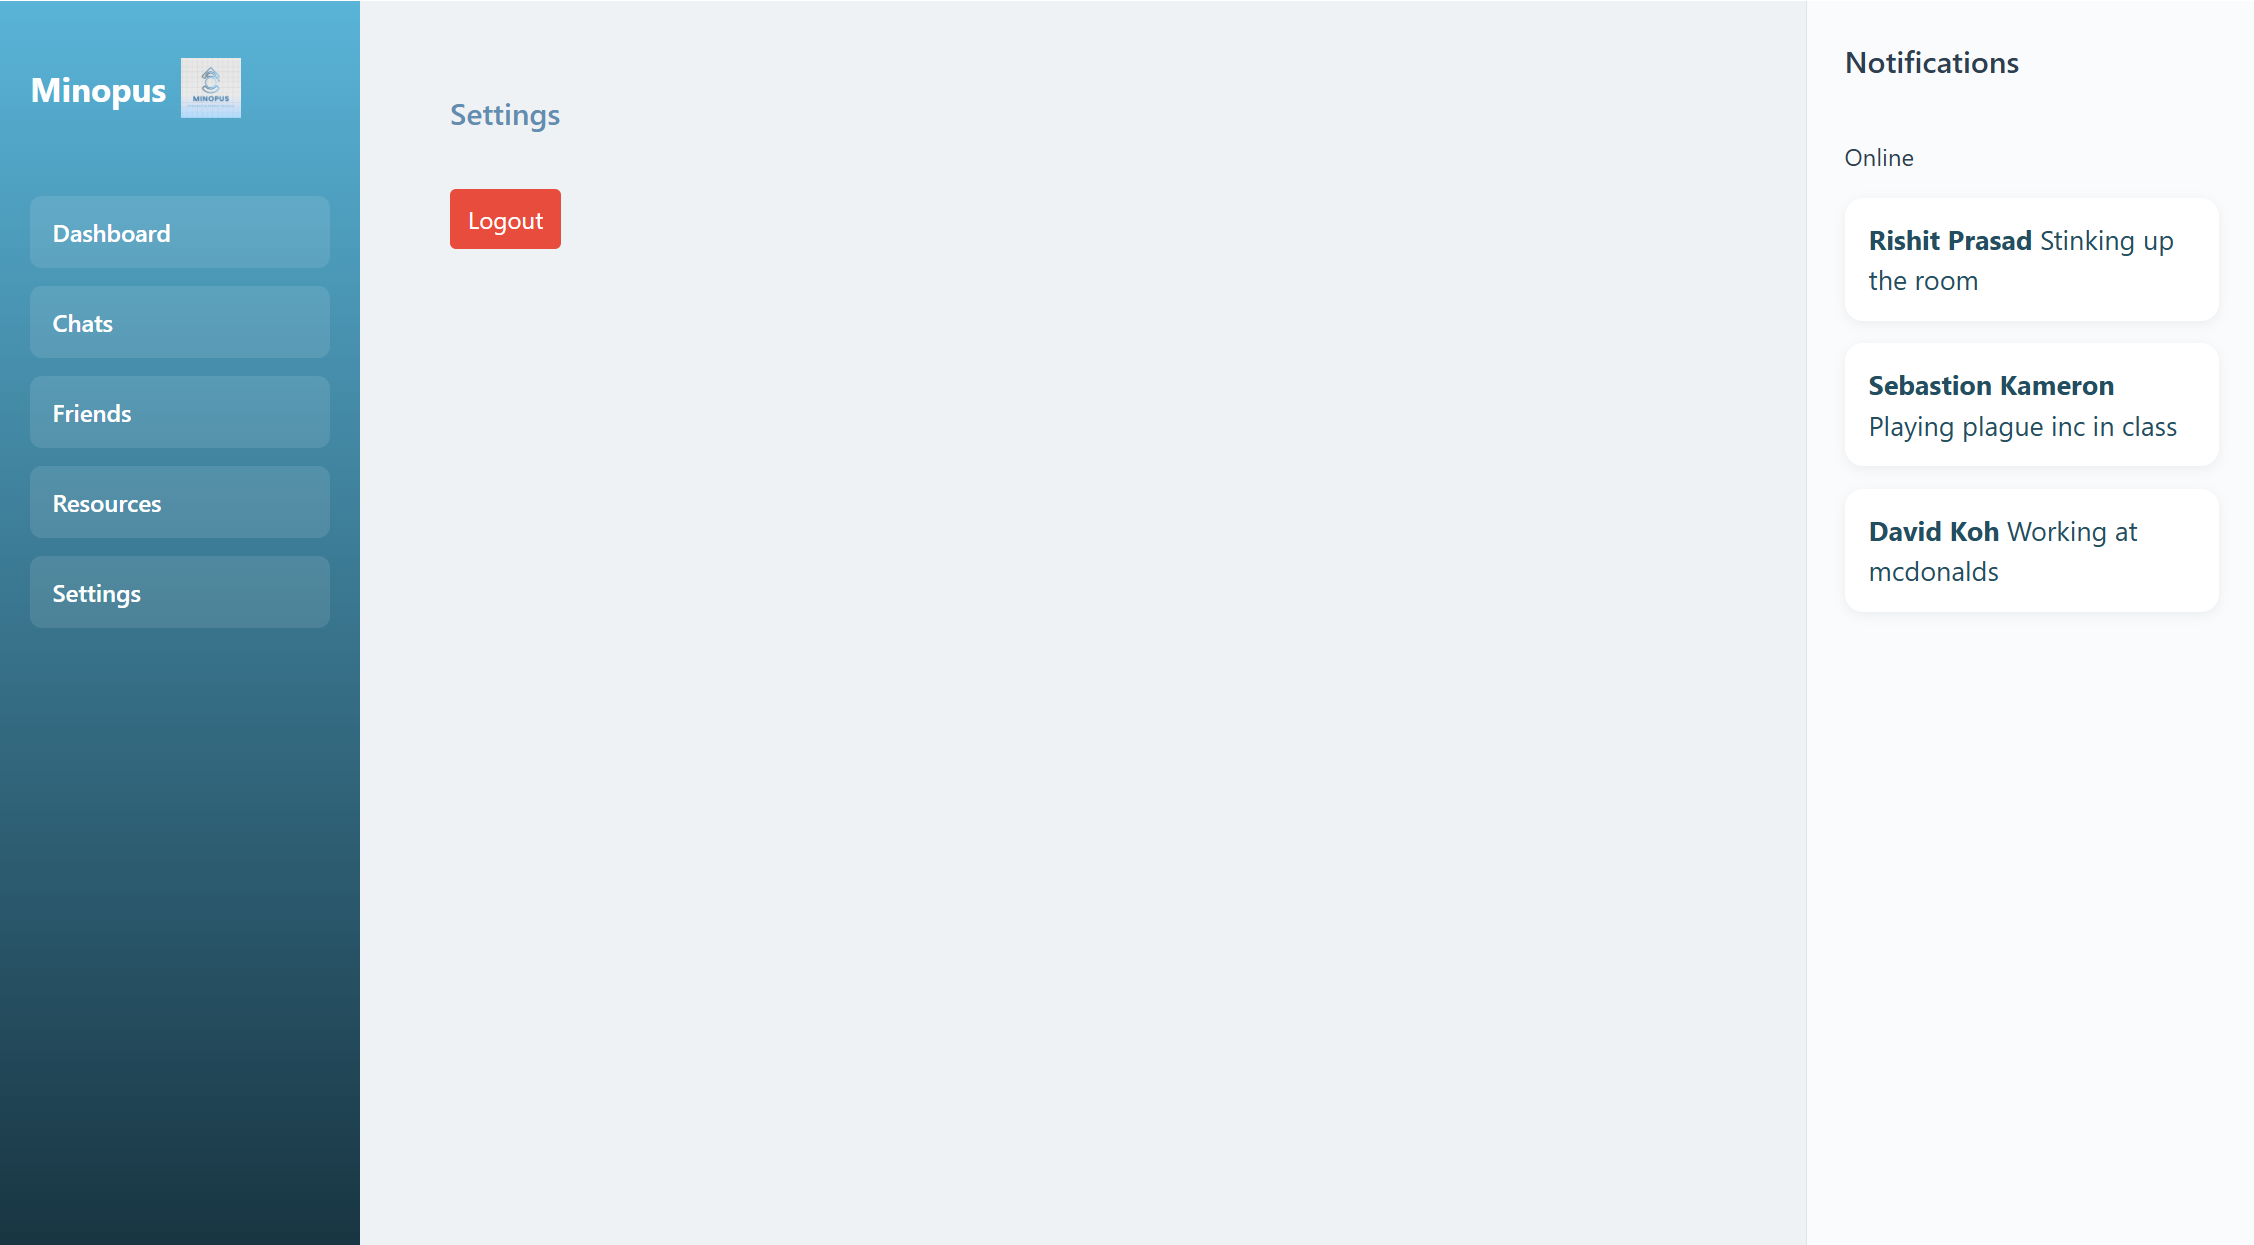 Minopus
MINOPUS
Dashboard
Chats
Friends
Resources
Settings
Settings
Logout
Notifications
Online
Rishit Prasad Stinking up
the room
Sebastion Kameron
Playing plague inc in class
David Koh Working at
mcdonalds